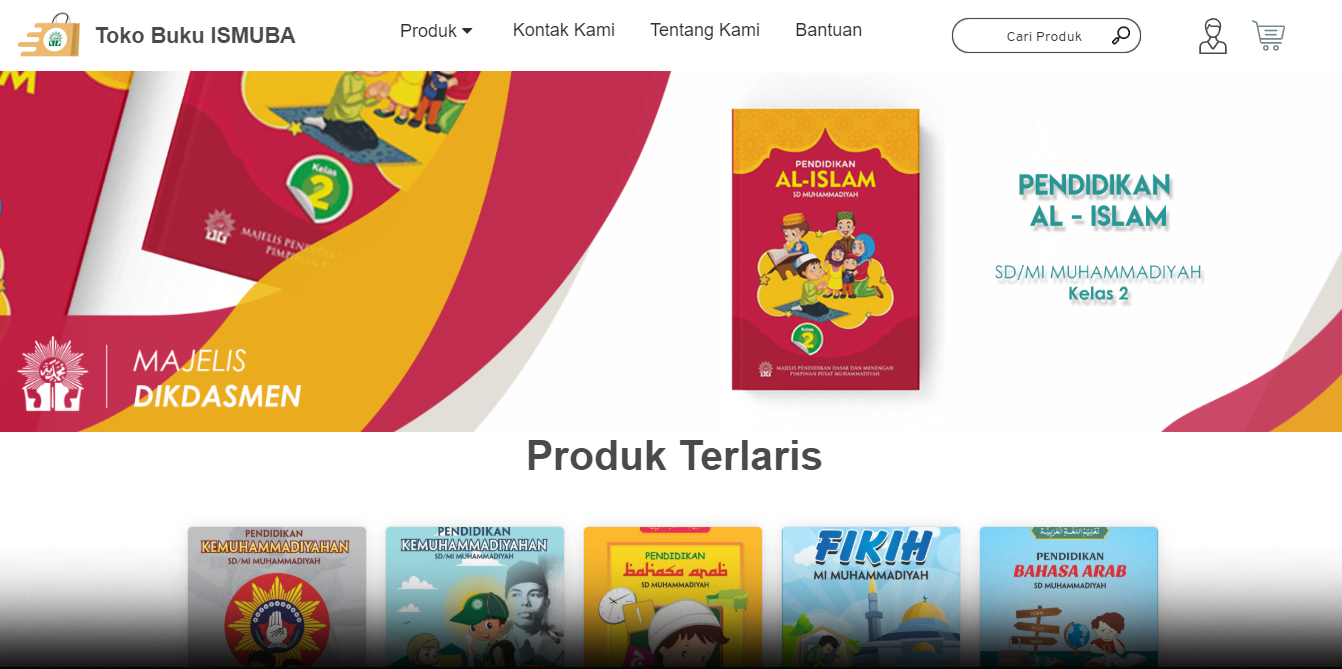 Toko Buku ISMUBA
Produk
Kontak Kami
Tentang Kami
Bantuan
Cari Produk
Kelas
2
MAJELIS
DIKDASMEN
PENDIDIKAN
AL-ISLAM
SD MUHAMMADIYAH
Kelas
2
MAJELIS PENDIDIKAN DASAR DAN MENENGAH
PIMPINAN PUSAT MUHAMMADIYAH
PENDIDIKAN
AL - ISLAM
SD/MI MUHAMMADIYAH
Kelas 2
Produk Terlaris
PENDIDIKAN
KEMUHAMMADIYAHAN
SD/MI MUHAMMADIYAH
PENDIDIKAN
KEMUHAMMADIYAHAN
SD/MI MUHAMMADIYAH
PENDIDIKAN
bahasa arab
SD MUHAMMADIYAH
FIKIH
MI MUHAMMADIYAH
PENDIDIKAN
BAHASA ARAB
SD MUHAMMADIYAH